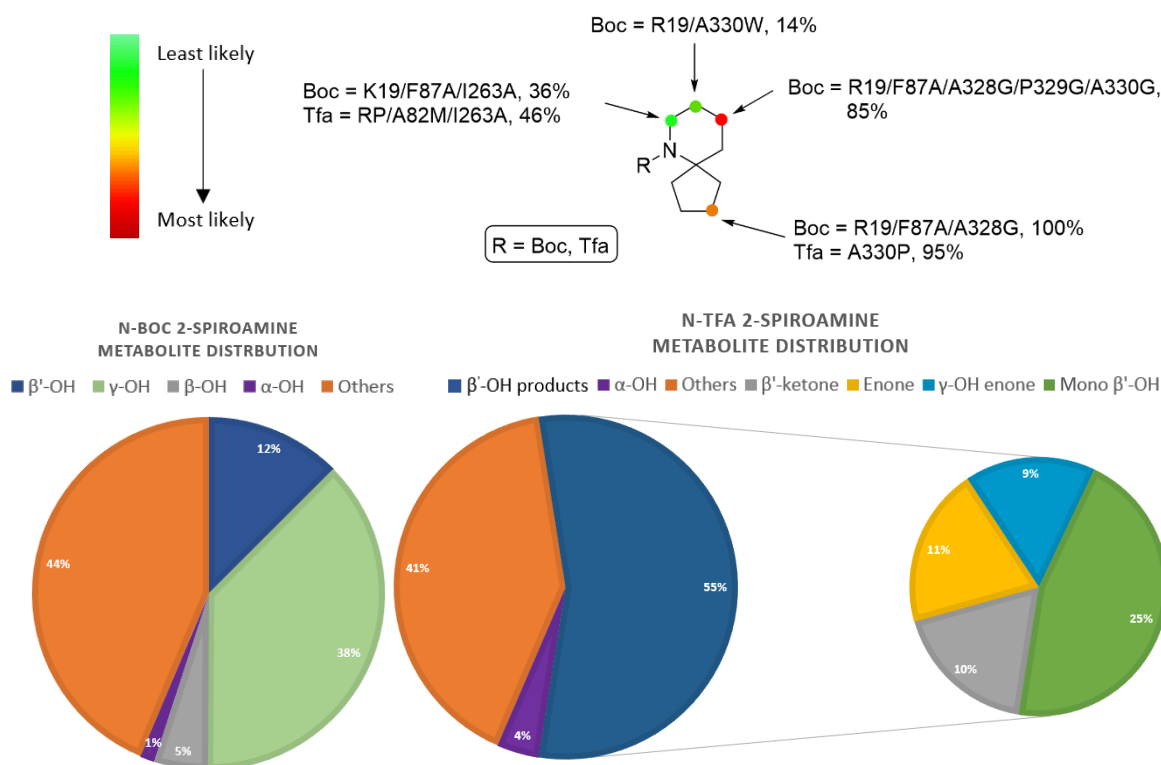 Least likely
Most likely
Boc = R19/A330W, 14%
Boc = K19/F87A/I263A, 36%
Tfa = RP/A82M/I263A, 46%
Boc = R19/F87A/A328G/P329G/A330G,
85%
N
R
Boc = R19/F87A/A328G, 100%
Tfa = A330P, 95%
R = Boc, Tfa
N-BOC 2-SPIROAMINE
METABOLITE DISTRBUTION
β'-OH γ-OH β-OH α-OH Others
12%
44%
38%
1%
5%
N-TFA 2-SPIROAMINE
METABOLITE DISTRIBUTION
β'-OH products α-OH Others β'-ketone Enone γ-OH enone Mono β'-OH
41%
55%
4%
9%
11%
25%
10%